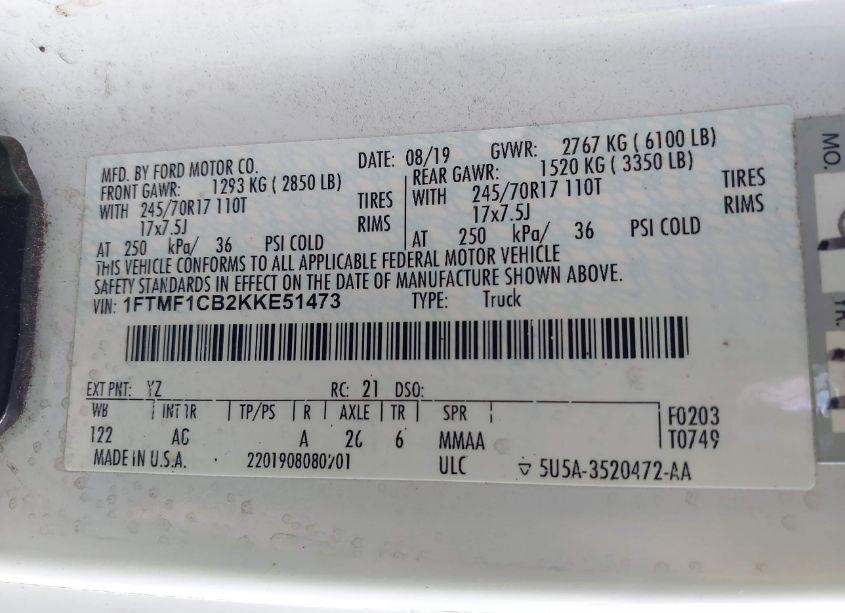 MFD. BY FORD MOTOR CO. DATE: 08/19 GVWR: 2767 KG ( 6100 LB)
FRONT GAWR: 1293 KG ( 2850 LB) REAR GAWR: 1520 KG ( 3350 LB)
WITH 245/70R17 110T TIRES WITH 245/70R17 110T TIRES
17x7.5J RIMS 17x7.5J RIMS
AT 250 kPa/ 36 PSI COLD AT 250 kPa/ 36 PSI COLD
THIS VEHICLE CONFORMS TO ALL APPLICABLE FEDERAL MOTOR VEHICLE
SAFETY STANDARDS IN EFFECT ON THE DATE OF MANUFACTURE SHOWN ABOVE.
VIN: 1FTMF1CB2KKE51473 TYPE: Truck
EXT PNT: YZ RC: 21 DSO:
WB INT TR TP/PS R AXLE TR SPR F0203
122 AG A 26 6 MMAA T0749
MADE IN U.S.A. 2201908080201 ULC 5U5A-3520472-AA
MO.